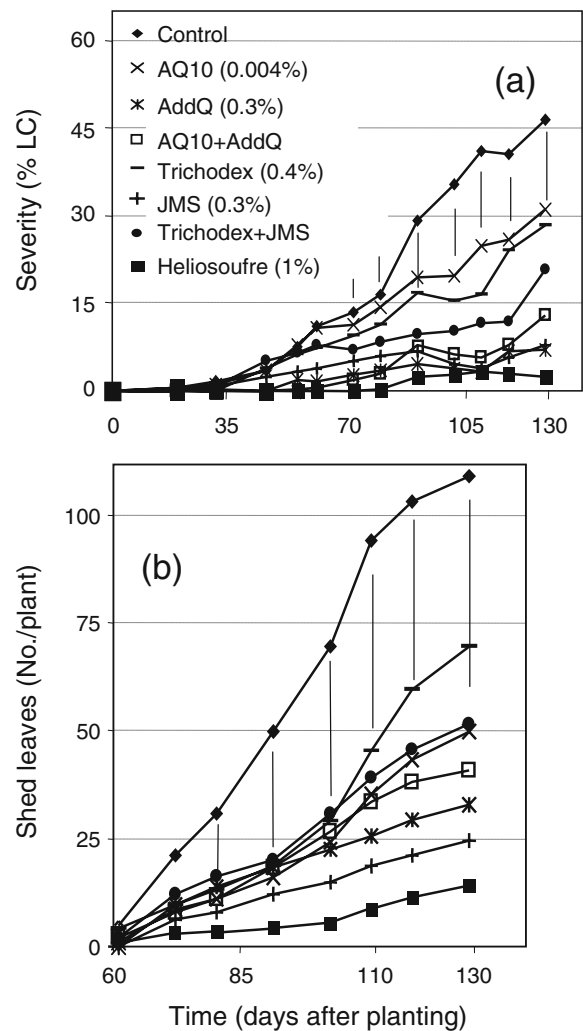 60
45
30
15
0
Severity (% LC)
(a)
Control
AQ10 (0.004%)
AddQ (0.3%)
AQ10+AddQ
Trichodex (0.4%)
JMS (0.3%)
Trichodex+JMS
Heliosoufre (1%)
0 35 70 105 130
100
75
50
25
0
Shed leaves (No./plant)
(b)
60 85 110 130
Time (days after planting)